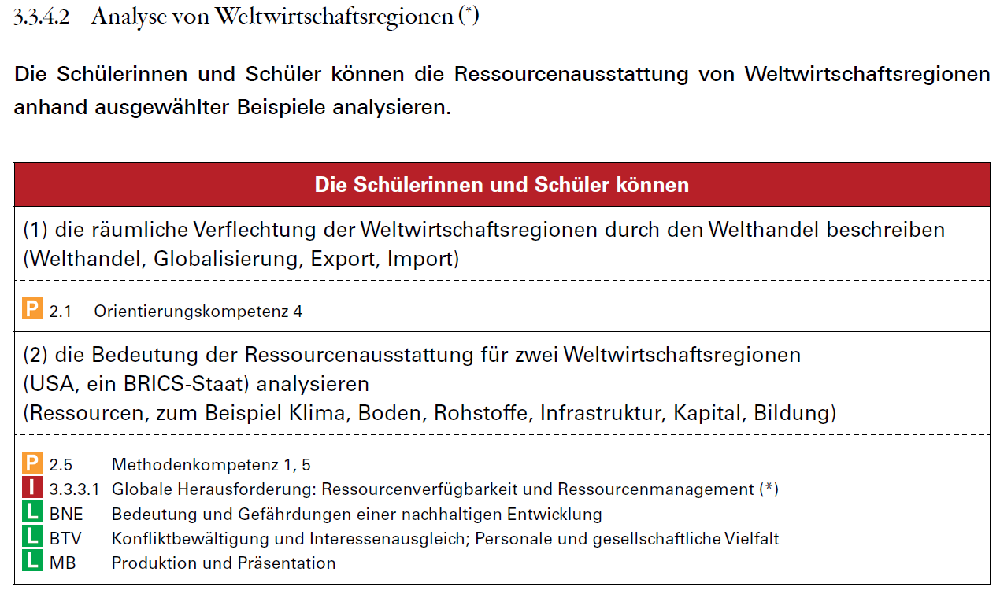 3.3.4.2 Analyse von Weltwirtschaftsregionen (*)
Die Schülerinnen und Schüler können die Ressourcenausstattung von Weltwirtschaftsregionen
anhand ausgewählter Beispiele analysieren.
Die Schülerinnen und Schüler können
(1) die räumliche Verflechtung der Weltwirtschaftsregionen durch den Welthandel beschreiben
(Welthandel, Globalisierung, Export, Import)
P 2.1 Orientierungskompetenz 4
(2) die Bedeutung der Ressourcenausstattung für zwei Weltwirtschaftsregionen
(USA, ein BRICS-Staat) analysieren
(Ressourcen, zum Beispiel Klima, Boden, Rohstoffe, Infrastruktur, Kapital, Bildung)
P 2.5 Methodenkompetenz 1, 5
I 3.3.3.1 Globale Herausforderung: Ressourcenverfügbarkeit und Ressourcenmanagement (*)
L BNE Bedeutung und Gefährdungen einer nachhaltigen Entwicklung
L BTV Konfliktbewältigung und Interessenausgleich; Personale und gesellschaftliche Vielfalt
L MB Produktion und Präsentation